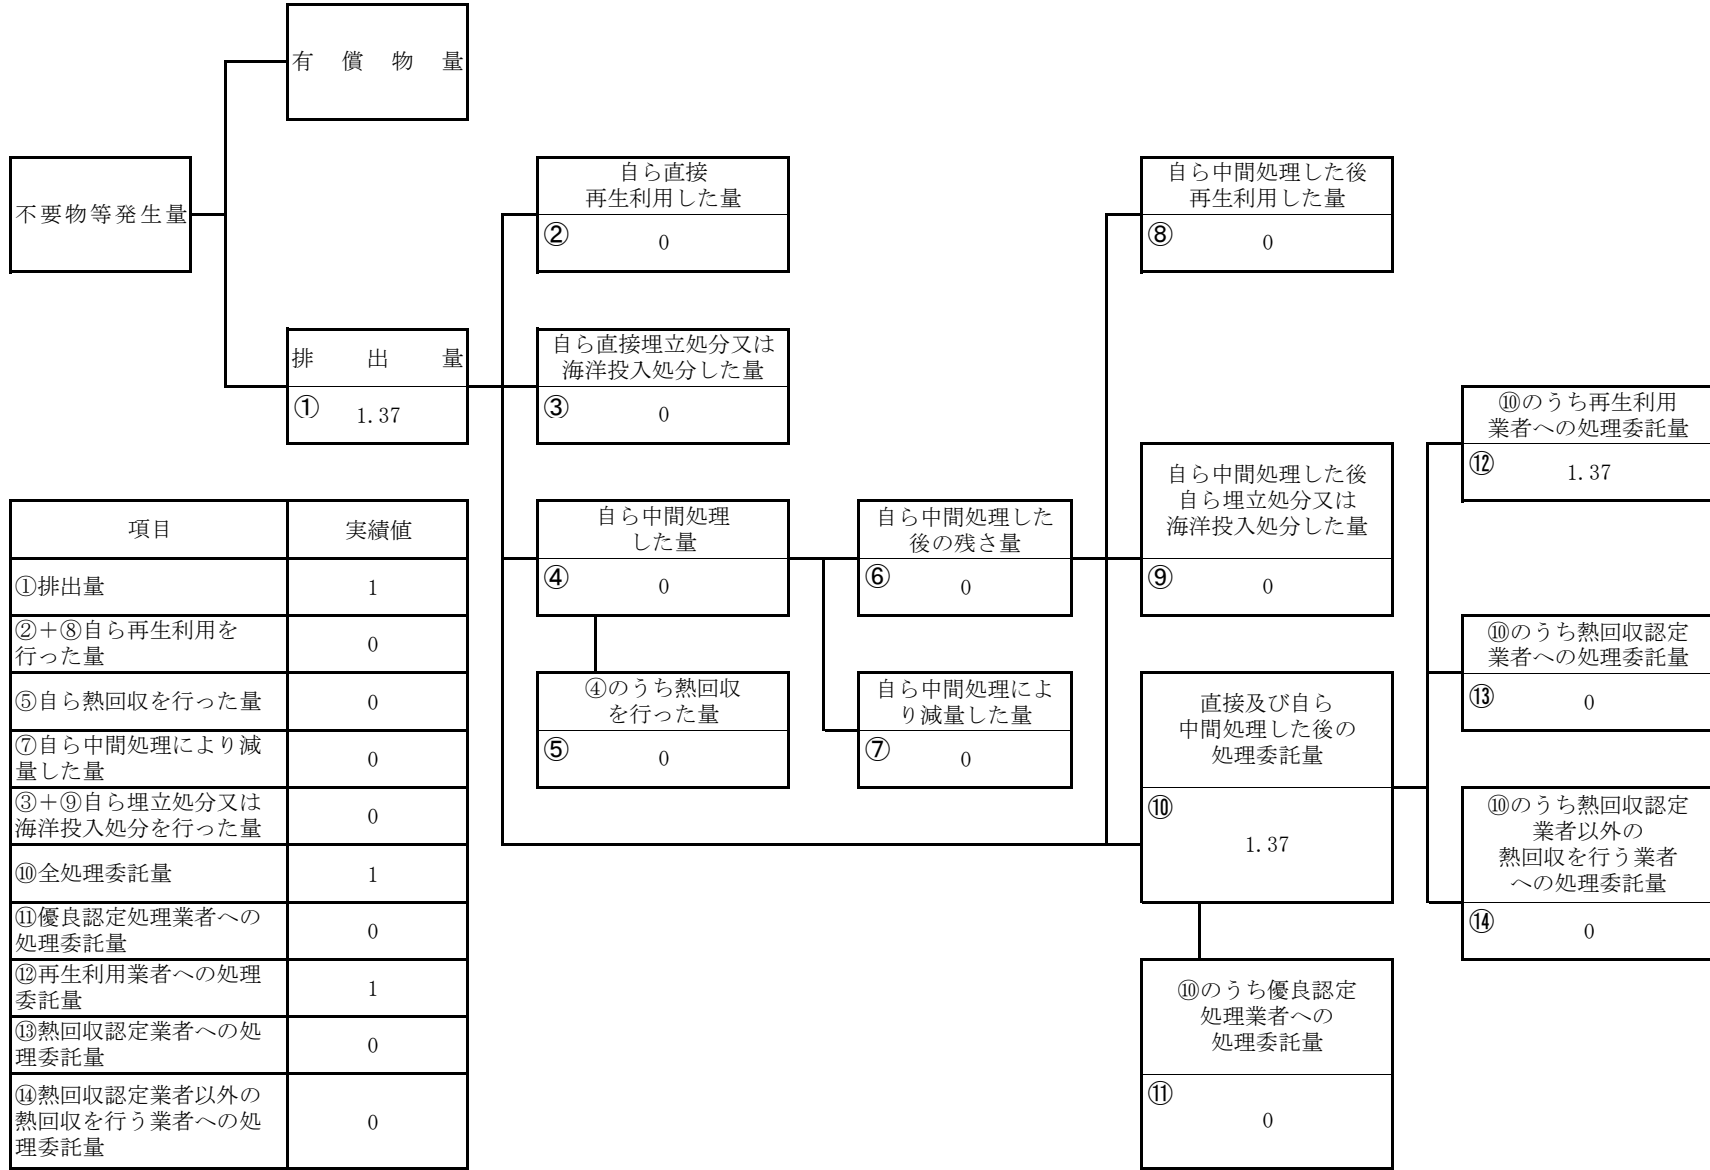 有償物量
不要物等発生量
自ら直接
再生利用した量
② 0
自ら中間処理した後
再生利用した量
⑧ 0
排出量
① 1.37
自ら直接埋立処分又は
海洋投入処分した量
③ 0
⑩のうち再生利用
業者への処理委託量
⑫ 1.37
自ら中間処理
した量
④ 0
自ら中間処理した
後の残さ量
⑥ 0
自ら中間処理した後
自ら埋立処分又は
海洋投入処分した量
⑨ 0
⑩のうち熱回収認定
業者への処理委託量
⑬ 0
④のうち熱回収
を行った量
⑤ 0
自ら中間処理によ
り減量した量
⑦ 0
直接及び自ら
中間処理した後の
処理委託量
⑩
1.37
⑩のうち熱回収認定
業者以外の
熱回収を行う業者
への処理委託量
⑭ 0
⑩のうち優良認定
処理業者への
処理委託量
⑪
0
項目 実績値
①排出量 1
②＋⑧自ら再生利用を
行った量 0
⑤自ら熱回収を行った量 0
⑦自ら中間処理により減
量した量 0
③＋⑨自ら埋立処分又は
海洋投入処分を行った量 0
⑩全処理委託量 1
⑪優良認定処理業者への
処理委託量 0
⑫再生利用業者への処理
委託量 1
⑬熱回収認定業者への処
理委託量 0
⑭熱回収認定業者以外の
熱回収を行う業者への処
理委託量 0